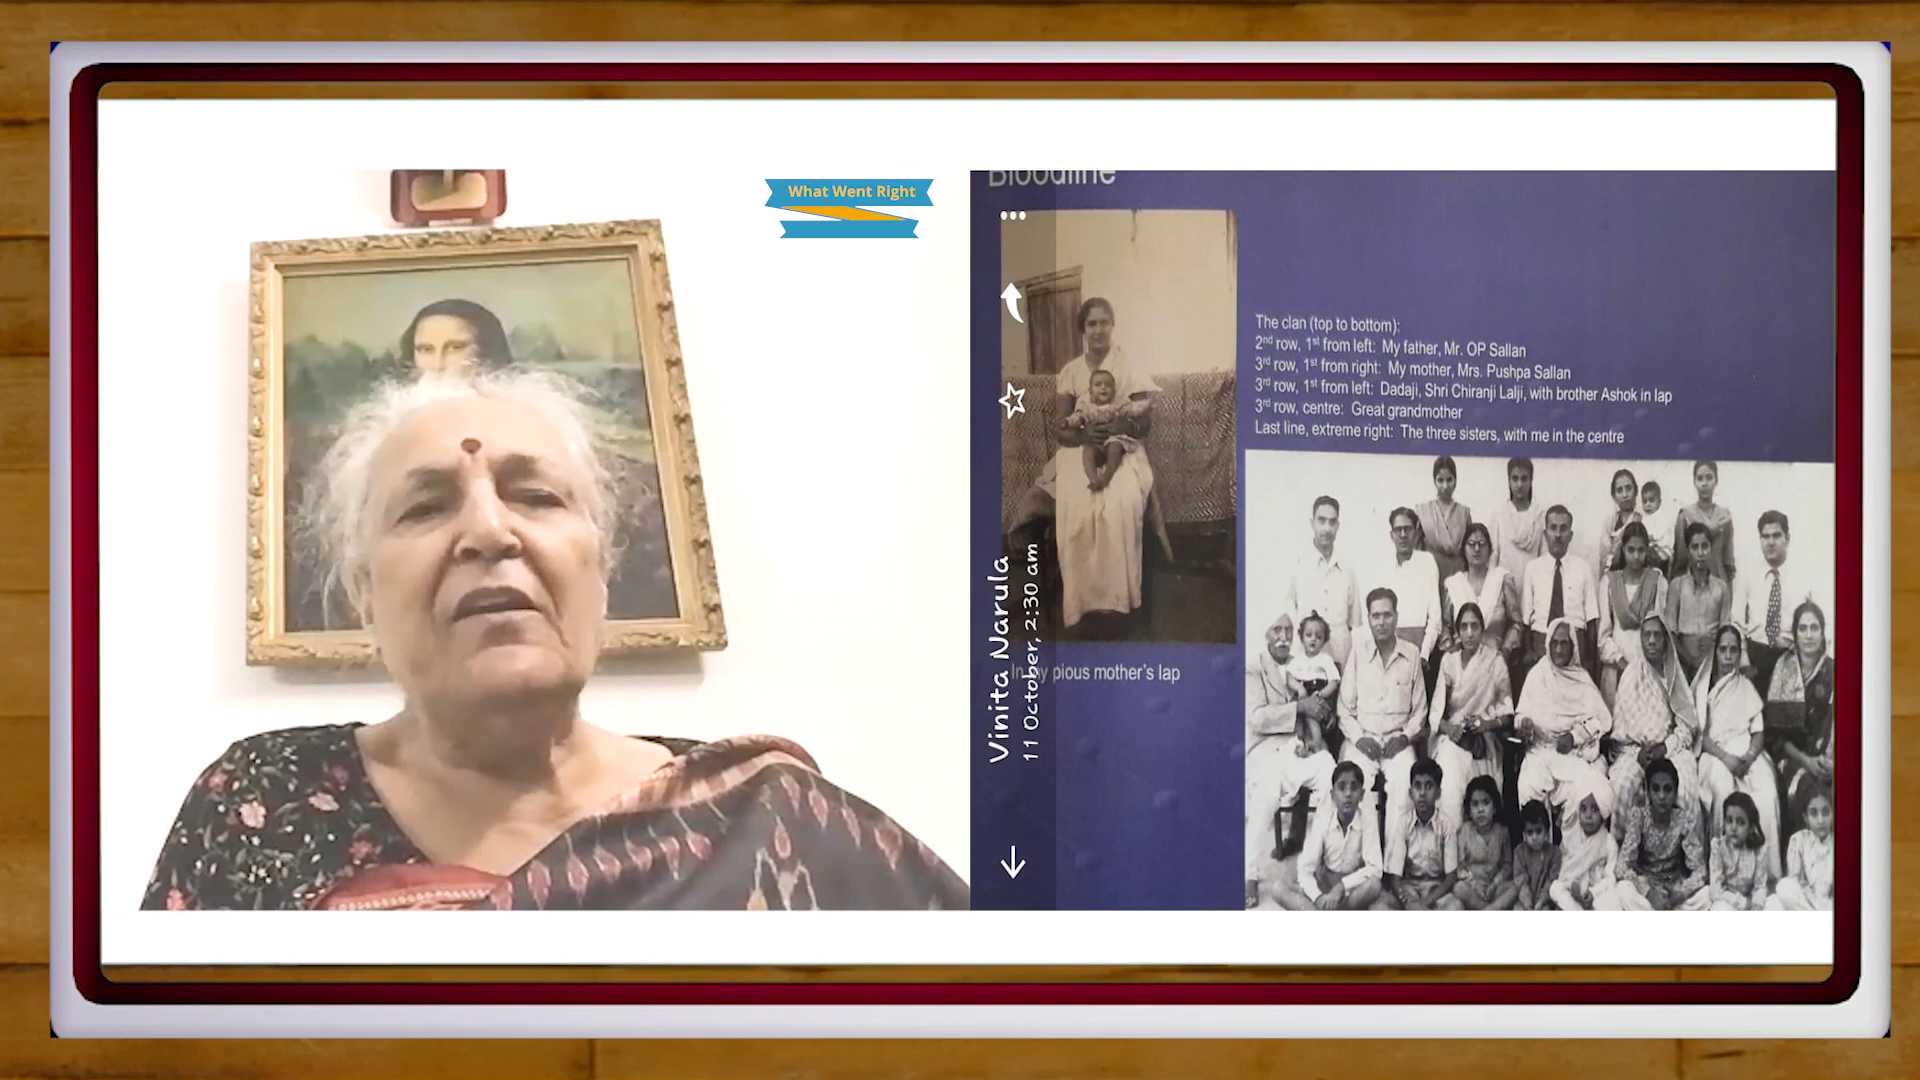 What Went Right
Bloodline
The clan (top to bottom):
2nd row, 1st from left: My father, Mr. OP Sallan
3rd row, 1st from right: My mother, Mrs. Pushpa Sallan
3rd row, 1st from left: Dadaji, Shri Chiranji Lalji, with brother Ashok in lap
3rd row, centre: Great grandmother
Last line, extreme right: The three sisters, with me in the centre
In my pious mother's lap
Vinita Narula
11 October, 2:30 am